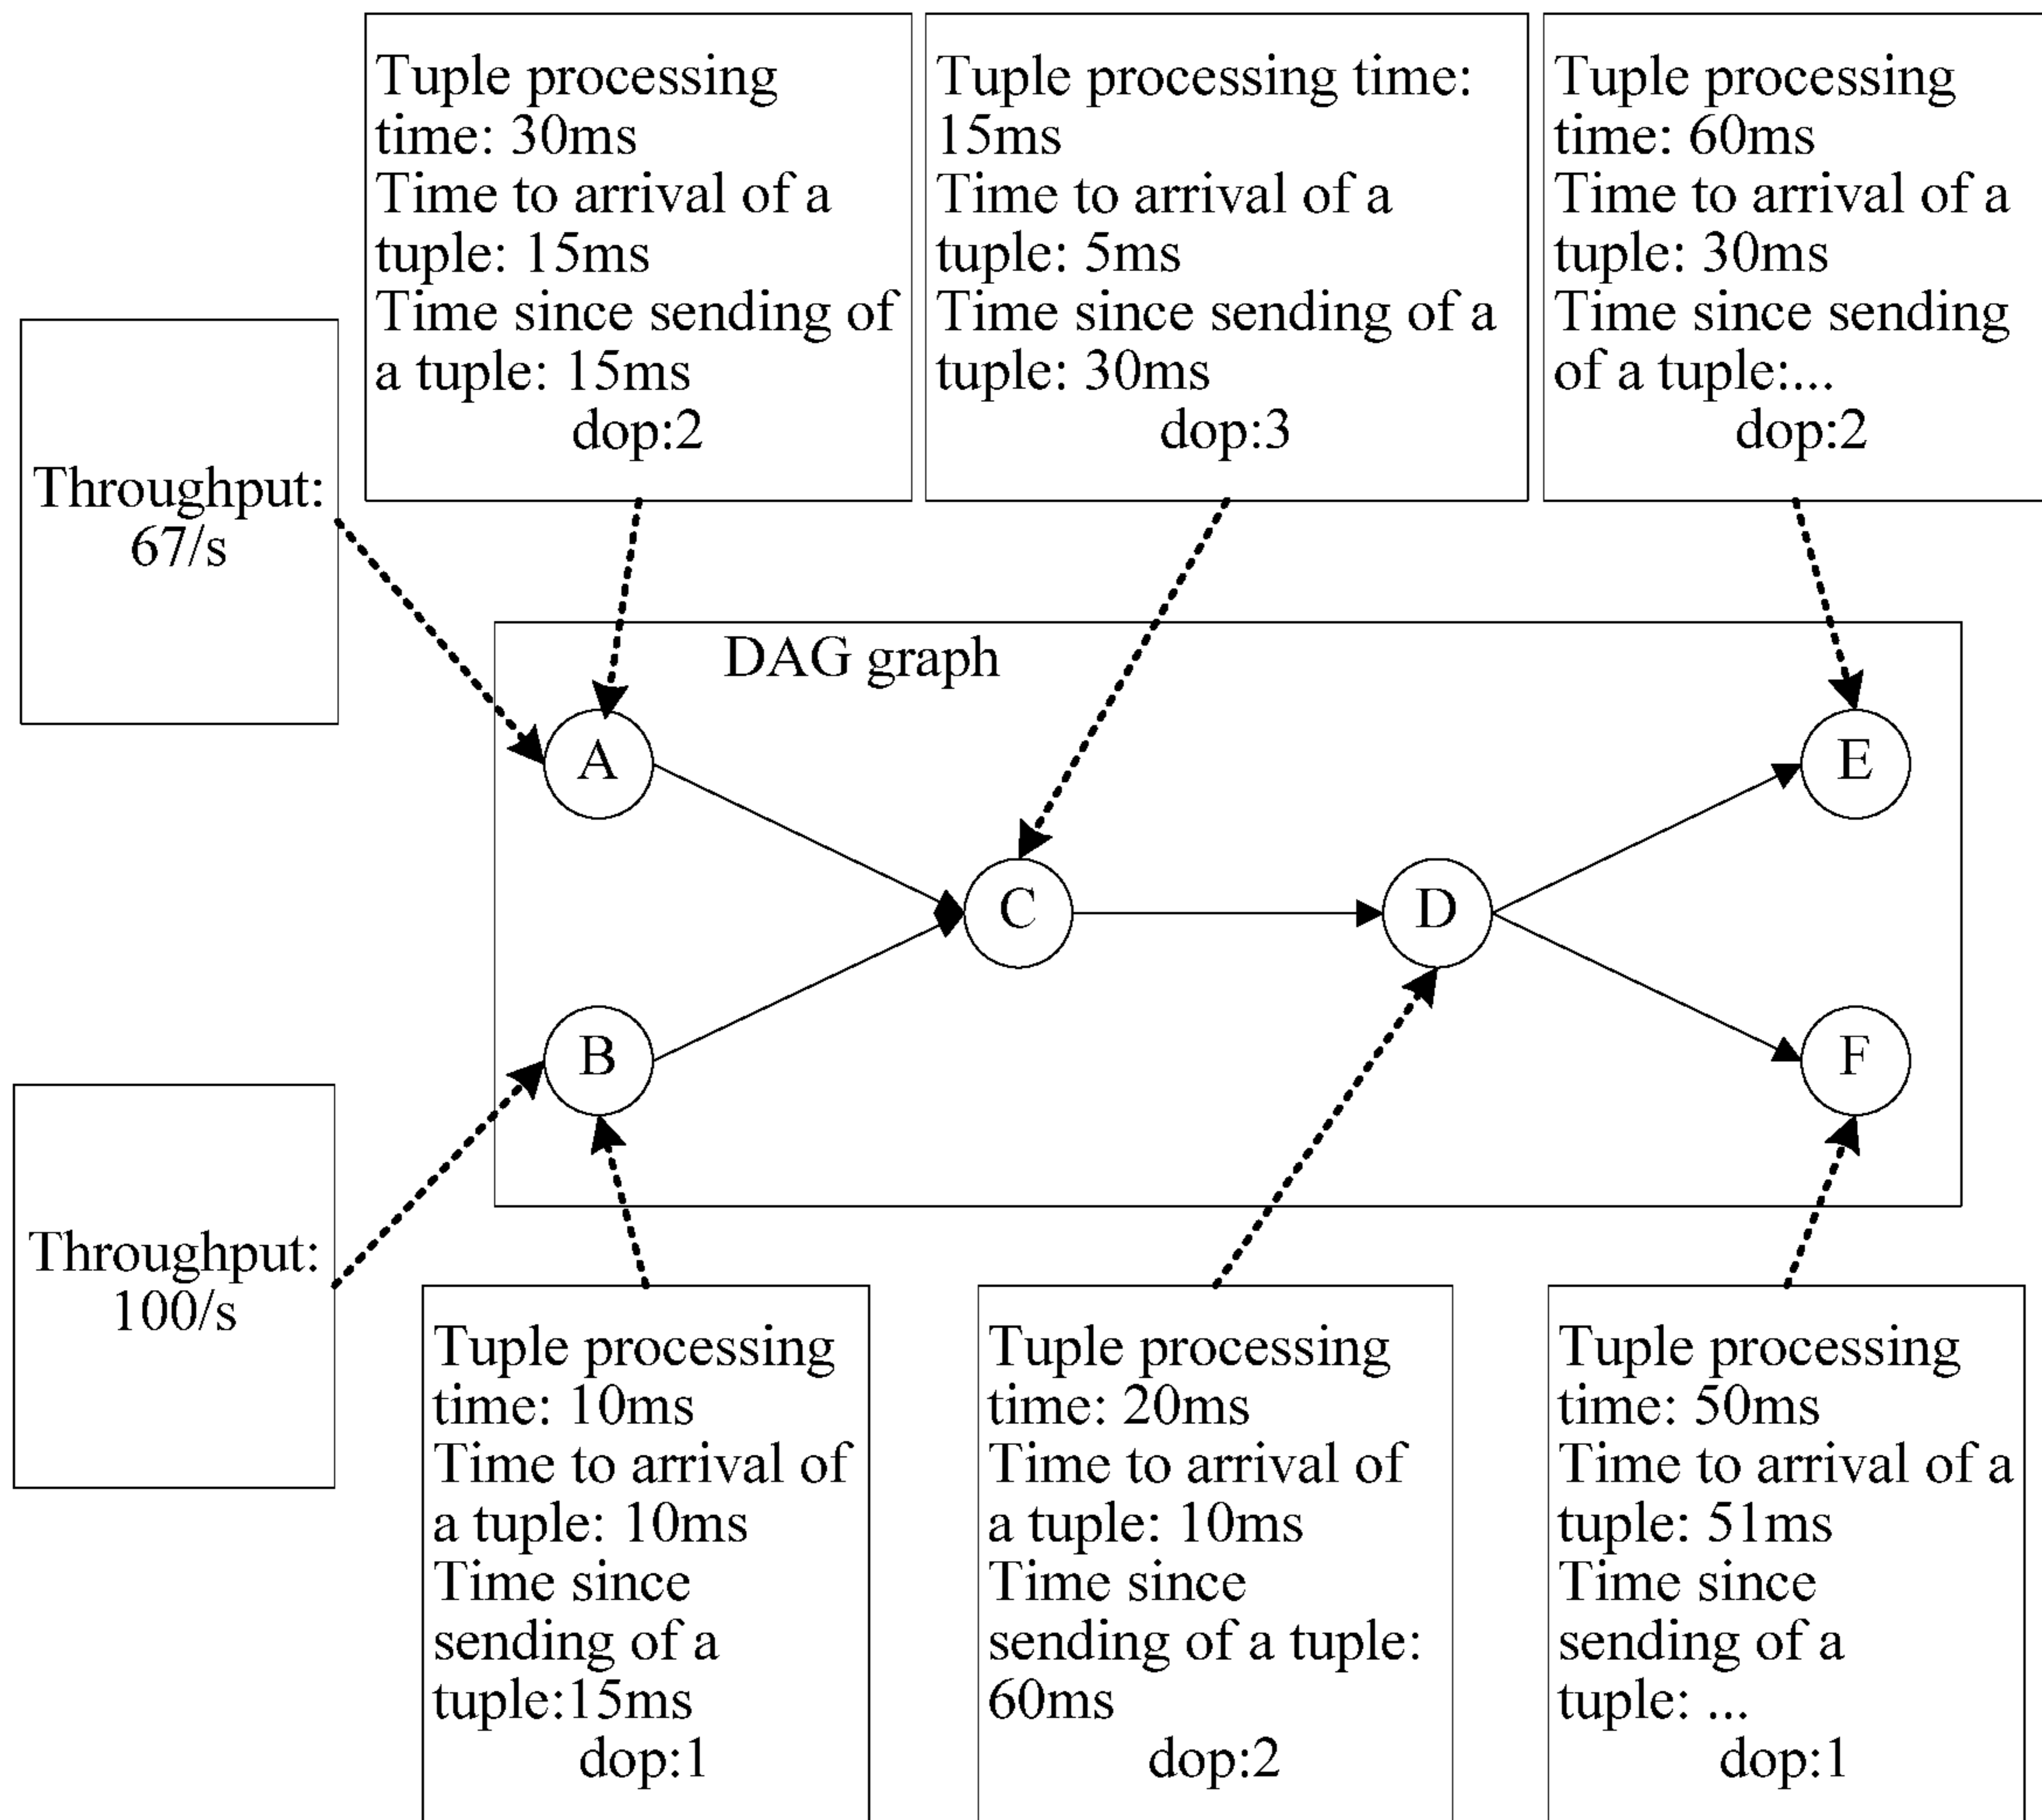 Tuple processing
time: 30ms
Time to arrival of a
tuple: 15ms
Time since sending of
a tuple: 15ms
dop:2
Tuple processing time:
15ms
Time to arrival of a
tuple: 5ms
Time since sending of a
tuple: 30ms
dop:3
Tuple processing
time: 60ms
Time to arrival of a
tuple: 30ms
Time since sending
of a tuple:...
dop:2
Throughput:
67/s
DAG graph
A
E
C
D
B
F
Throughput:
100/s
Tuple processing
time: 10ms
Time to arrival of
a tuple: 10ms
Time since
sending of a
tuple:15ms
dop:1
Tuple processing
time: 20ms
Time to arrival of
a tuple: 10ms
Time since
sending of a tuple:
60ms
dop:2
Tuple processing
time: 50ms
Time to arrival of a
tuple: 51ms
Time since
sending of a
tuple: ...
dop:1